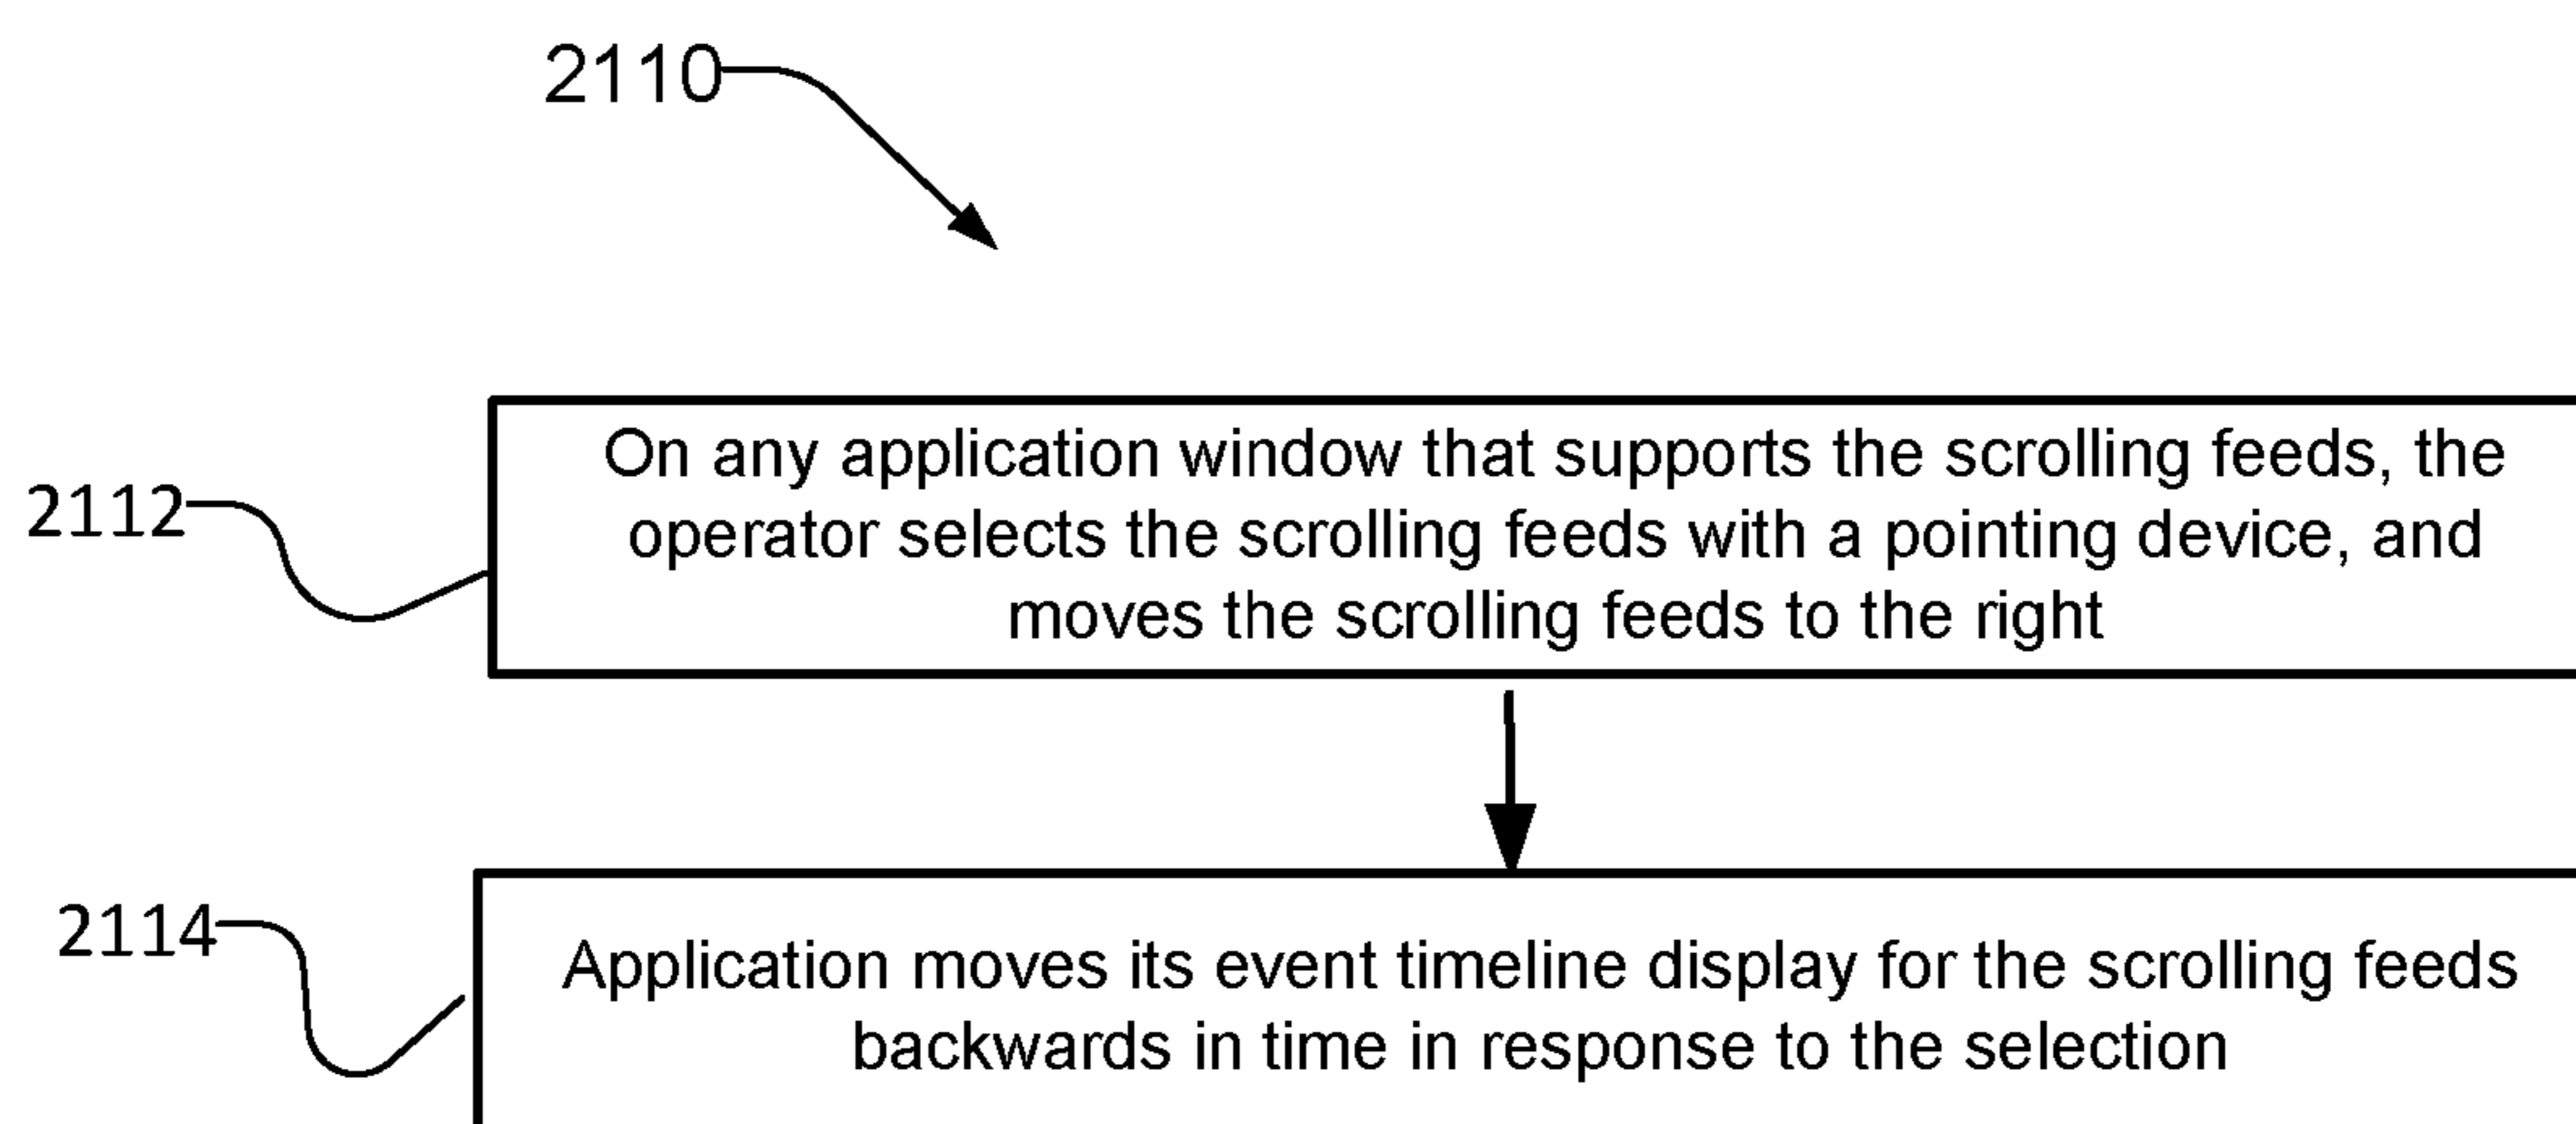 2110
On any application window that supports the scrolling feeds, the
2112
operator selects the scrolling feeds with a pointing device, and
moves the scrolling feeds to the right
2114
Application moves its event timeline display for the scrolling feeds
backwards in time in response to the selection